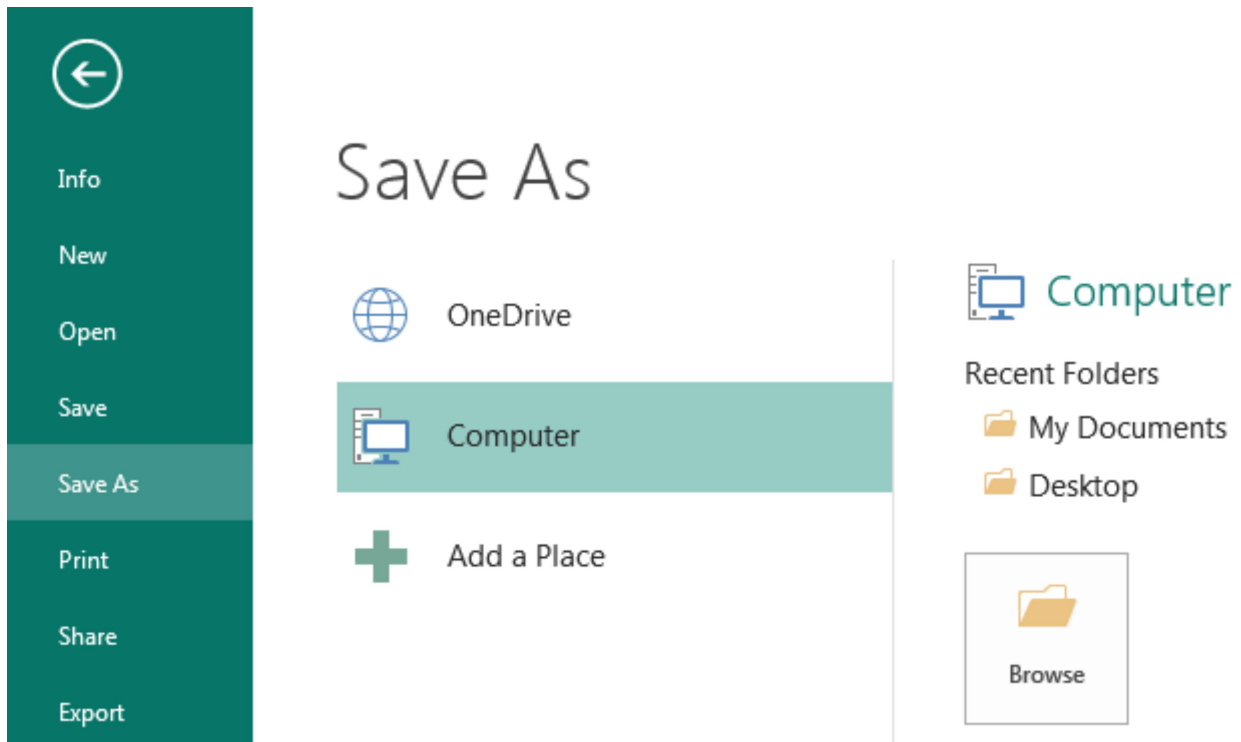 Info
New
Open
Save
Save As
Print
Share
Export
Save As
OneDrive
Computer
Add a Place
Computer
Recent Folders
My Documents
Desktop
Browse